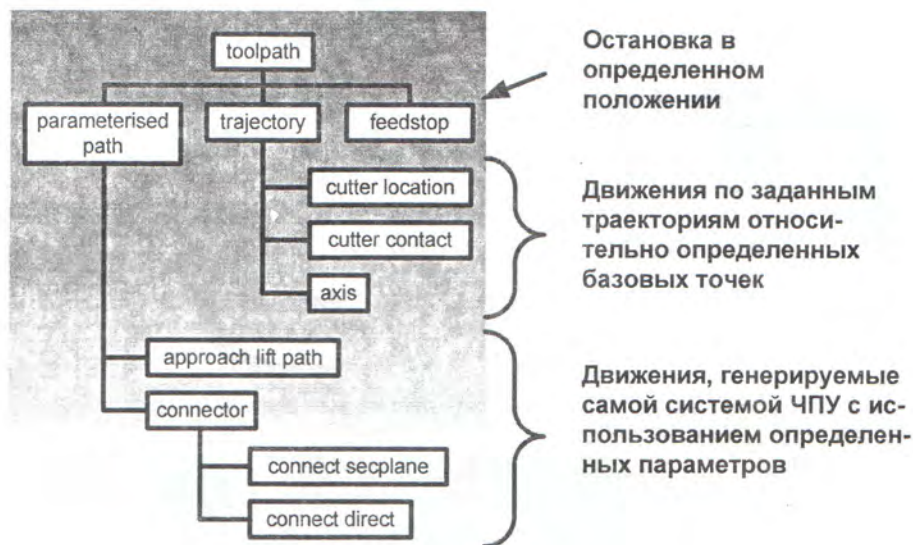 toolpath
parameterised
path
trajectory
feedstop
cutter location
cutter contact
axis
approach lift path
connector
connect secplane
connect direct
Остановка в
определенном
положении
Движения по заданным
траекториям относи-
тельно определенных
базовых точек
Движения, генерируемые
самой системой ЧПУ с ис-
пользованием определен-
ных параметров